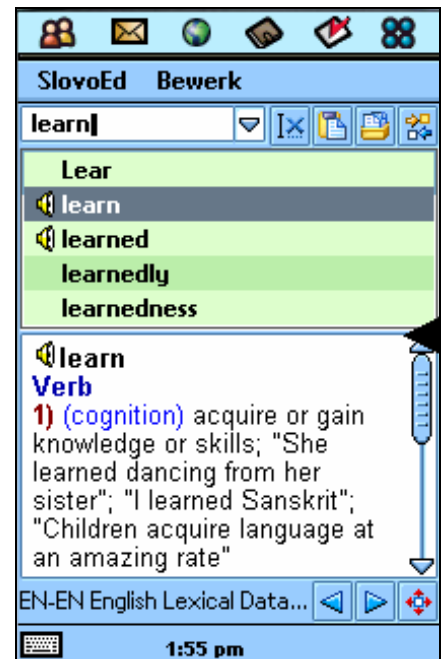 SlovoEd Bewerk
learn
Lear
learn
learned
learnedly
learnedness
learn
Verb
1) (cognition) acquire or gain
knowledge or skills; "She
learned dancing from her
sister"; "I learned Sanskrit";
"Children acquire language at
an amazing rate"
EN-EN English Lexical Data...
1:55 pm